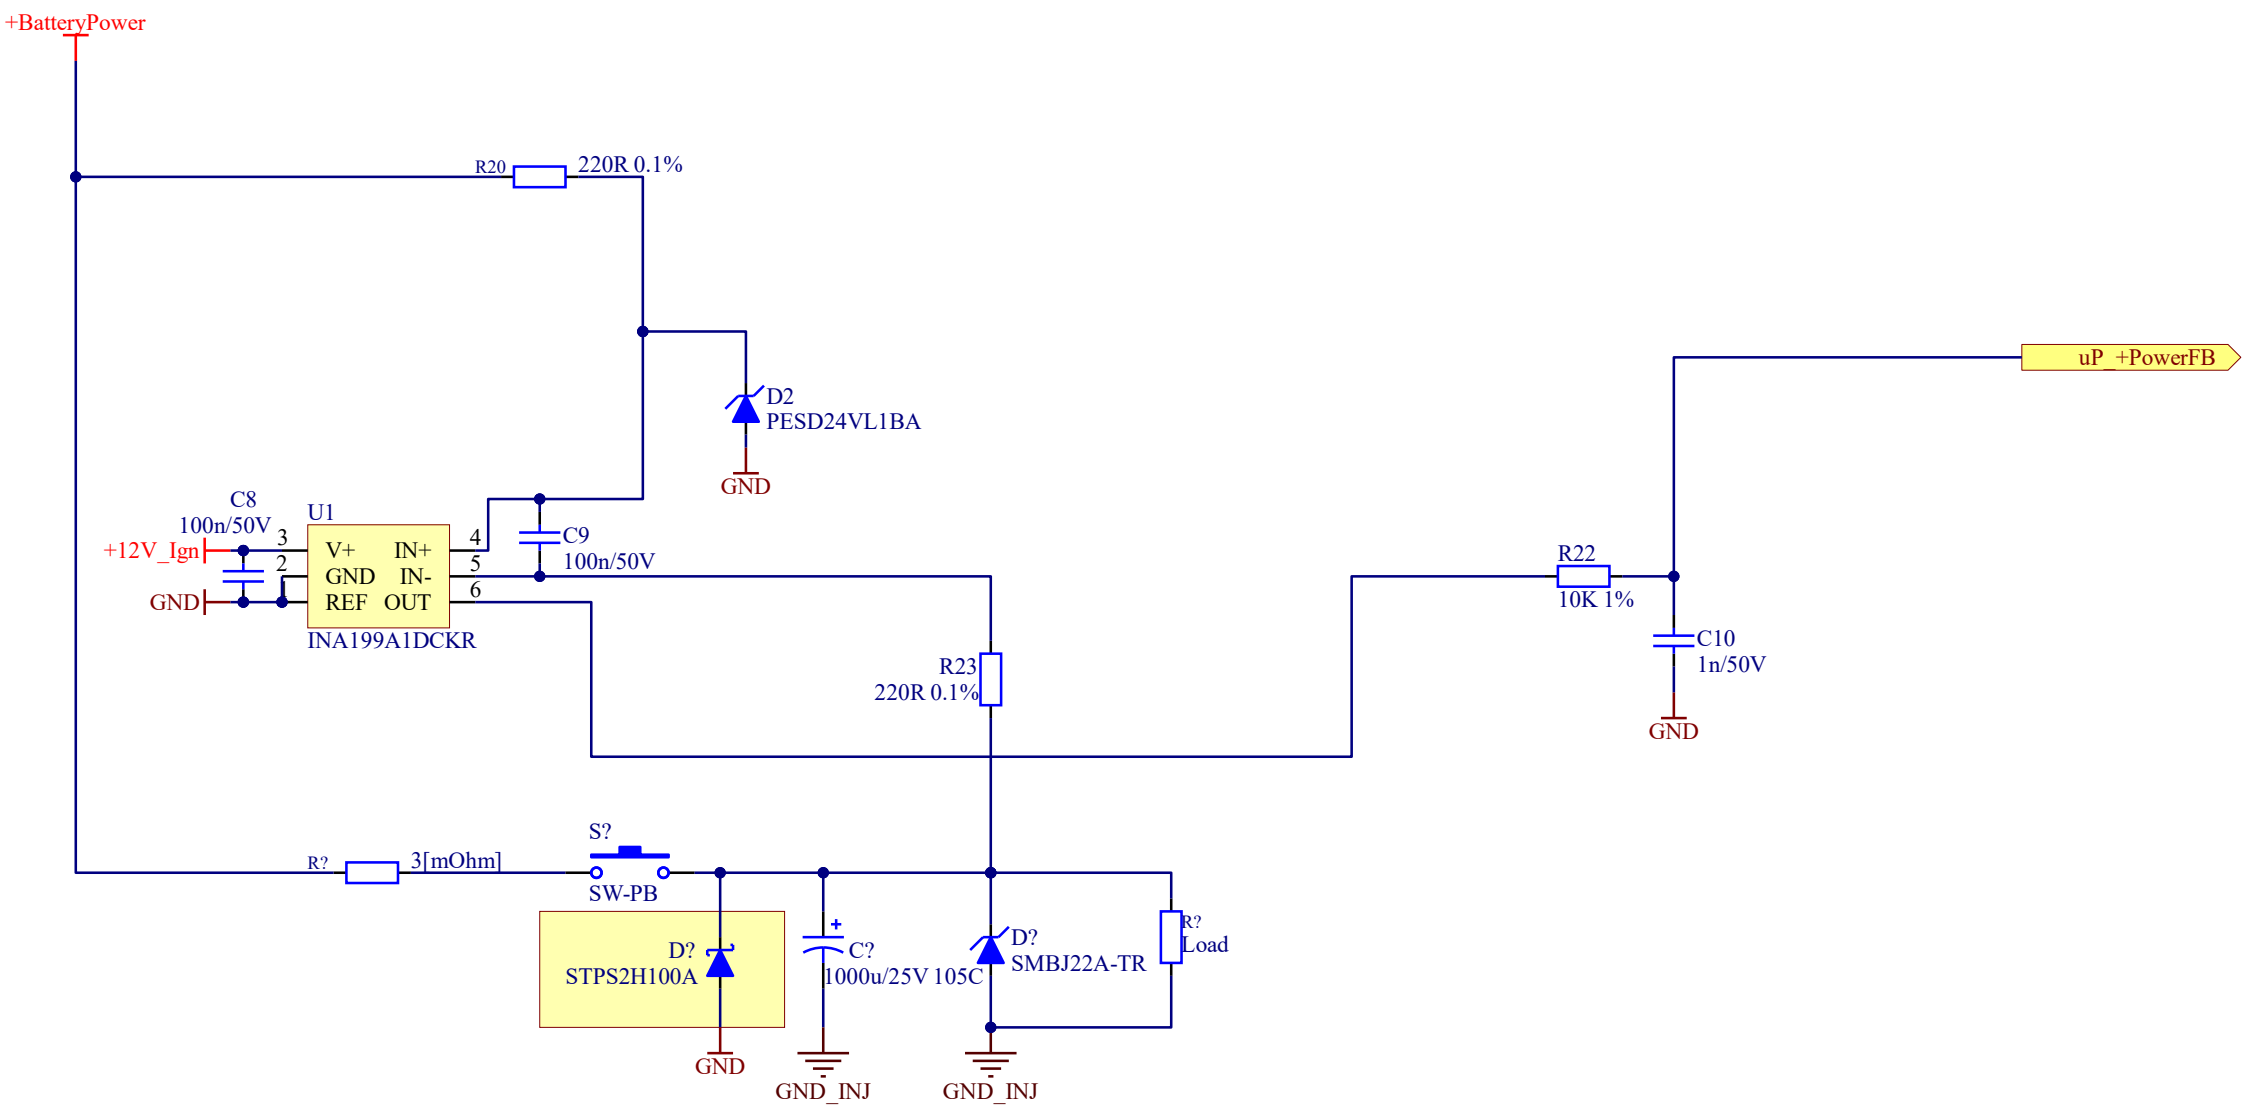 +BatteryPower
R20
220R 0.1%
uP_+PowerFB
D2
PESD24VL1BA
GND
C8
100n/50V
U1
+12V_Ign
3
V+
IN+
4
C9
100n/50V
2
GND
IN-
5
GND
REF
OUT
6
INA199A1DCKR
R22
10K 1%
C10
1n/50V
GND
R23
220R 0.1%
S?
R?
3[mOhm]
SW-PB
D?
STPS2H100A
GND
+
C?
1000u/25V 105C
GND_INJ
D?
SMBJ22A-TR
GND_INJ
R?
Load